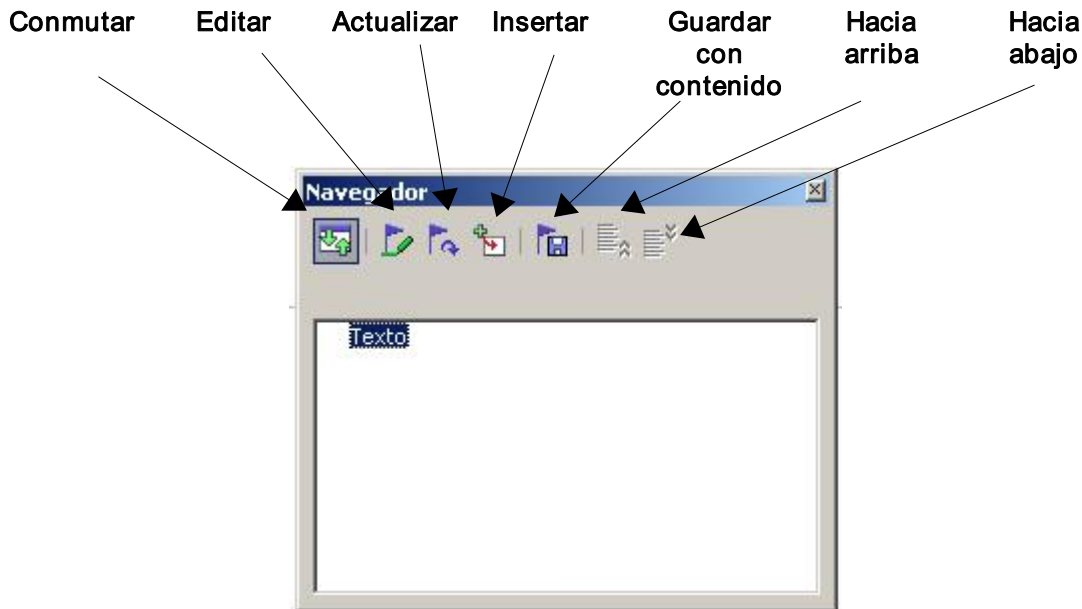 Conmutar Editar Actualizar Insertar Guardar con contenido Hacia arriba Hacia abajo
Navegador
Texto